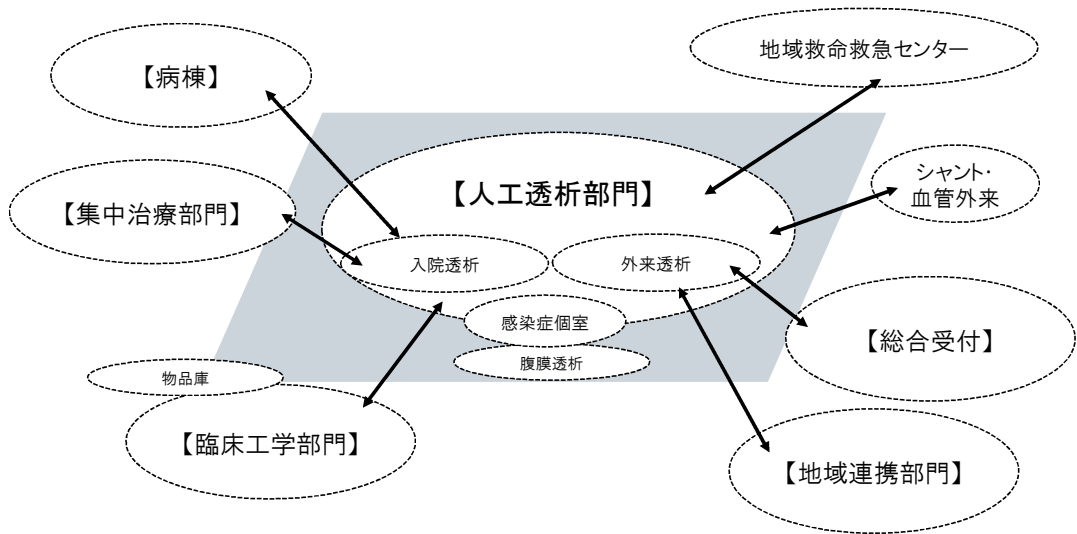 地域救命救急センター
【病棟】
シャント・
血管外来
【人工透析部門】
【集中治療部門】
入院透析
外来透析
感染症個室
【総合受付】
腹膜透析
物品庫
【臨床工学部門】
【地域連携部門】